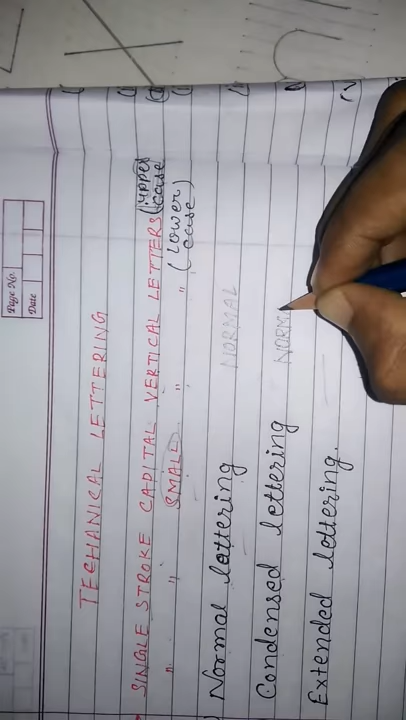 Page No.
Date
TECHANICAL LETTERING
SINGLE STROKE CAPITAL VERTICAL LETTERS (upper case
" " SMALL " " (Lower case)
Normal lettering NORMAL
Condensed lettering NORM
Extended lettering.